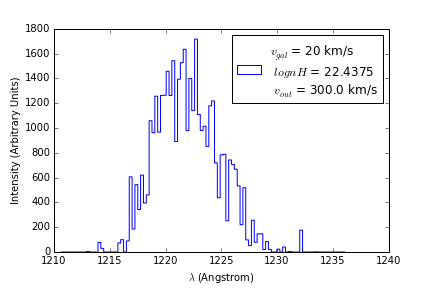 1800
1600
1400
1200
1000
800
600
400
200
0
Intensity (Arbitrary Units)
v_gal = 20 km/s
lognH = 22.4375
v_out = 300.0 km/s
1210 1215 1220 1225 1230 1235 1240
λ (Angstrom)